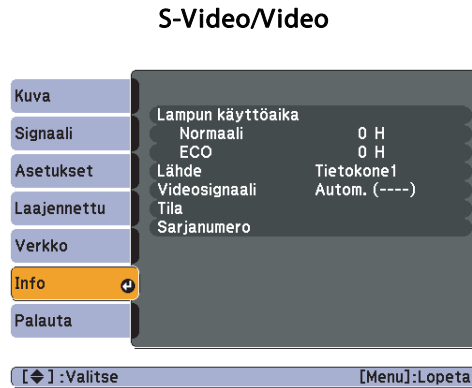 S-Video/Video
Kuva
Signaali
Asetukset
Laajennettu
Verkko
Info
Palauta
Lampun käyttöaika
Normaali 0 H
ECO 0 H
Lähde Tietokone1
Videosignaali Autom. (----)
Tila
Sarjanumero
[◆] :Valitse [Menu]:Lopeta